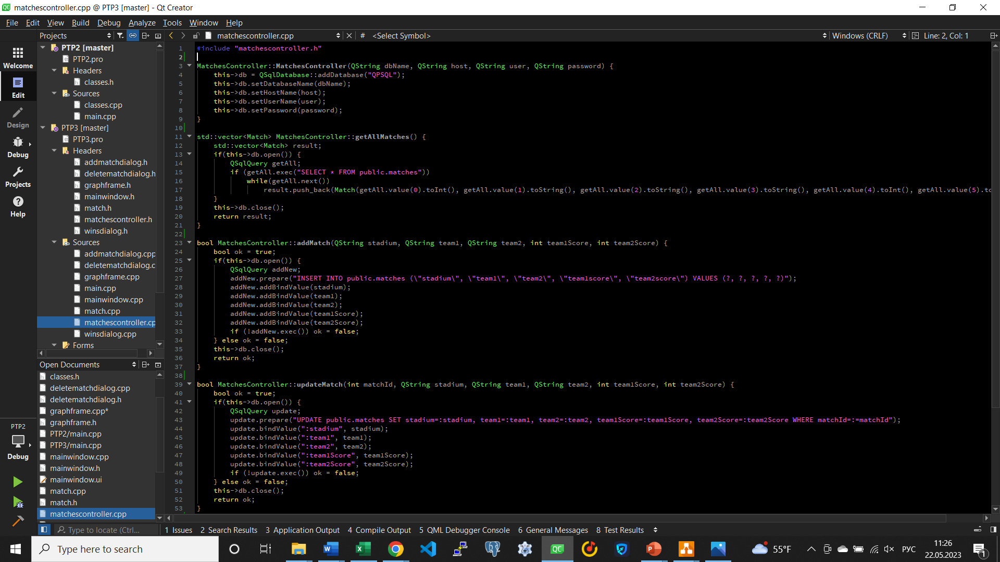 matchescontroller.cpp @ PTP3 [master] - Qt Creator
File Edit View Build Debug Analyze Tools Window Help
Projects
matchescontroller.cpp
# <Select Symbol>
Windows (CRLF)
Line: 2, Col: 1
Welcome
Edit
Design
Debug
Projects
Help
PTP2
Debug
PTP2 [master]
PTP2.pro
Headers
classes.h
Sources
classes.cpp
main.cpp
PTP3 [master]
PTP3.pro
Headers
addmatchdialog.h
deletematchdialog.h
graphframe.h
mainwindow.h
match.h
matchescontroller.h
winsdialog.h
Sources
addmatchdialog.cpp
deletematchdialog.c
graphframe.cpp
main.cpp
mainwindow.cpp
match.cpp
matchescontroller.cp
winsdialog.cpp
Forms
Open Documents
classes.h
deletematchdialog.cpp
deletematchdialog.h
graphframe.cpp*
graphframe.h
PTP2/main.cpp
PTP3/main.cpp
mainwindow.cpp
mainwindow.h
mainwindow.ui
match.cpp
match.h
matchescontroller.cpp
1 #include "matchescontroller.h"
2
3 MatchesController::MatchesController(QString dbName, QString host, QString user, QString password) {
4 this->db = QSqlDatabase::addDatabase("QPSQL");
5 this->db.setDatabaseName(dbName);
6 this->db.setHostName(host);
7 this->db.setUserName(user);
8 this->db.setPassword(password);
9 }
10
11 std::vector<Match> MatchesController::getAllMatches() {
12 std::vector<Match> result;
13 if(this->db.open()) {
14 QSqlQuery getAll;
15 if (getAll.exec("SELECT * FROM public.matches"))
16 while(getAll.next())
17 result.push_back(Match(getAll.value(0).toInt(), getAll.value(1).toString(), getAll.value(2).toString(), getAll.value(3).toString(), getAll.value(4).toInt(), getAll.value(5).to
18 }
19 this->db.close();
20 return result;
21 }
22
23 bool MatchesController::addMatch(QString stadium, QString team1, QString team2, int team1Score, int team2Score) {
24 bool ok = true;
25 if(this->db.open()) {
26 QSqlQuery addNew;
27 addNew.prepare("INSERT INTO public.matches (\"stadium\", \"team1\", \"team2\", \"team1score\", \"team2score\") VALUES (?, ?, ?, ?, ?)");
28 addNew.addBindValue(stadium);
29 addNew.addBindValue(team1);
30 addNew.addBindValue(team2);
31 addNew.addBindValue(team1Score);
32 addNew.addBindValue(team2Score);
33 if (!addNew.exec()) ok = false;
34 } else ok = false;
35 this->db.close();
36 return ok;
37 }
38
39 bool MatchesController::updateMatch(int matchId, QString stadium, QString team1, QString team2, int team1Score, int team2Score) {
40 bool ok = true;
41 if(this->db.open()) {
42 QSqlQuery update;
43 update.prepare("UPDATE public.matches SET stadium=:stadium, team1=:team1, team2=:team2, team1Score=:team1Score, team2Score=:team2Score WHERE matchId=:=matchId");
44 update.bindValue(":stadium", stadium);
45 update.bindValue(":team1", team1);
46 update.bindValue(":team2", team2);
47 update.bindValue(":team1Score", team1Score);
48 update.bindValue(":team2Score", team2Score);
49 if (!update.exec()) ok = false;
50 } else ok = false;
51 this->db.close();
52 return ok;
53 }
Type to locate (Ctrl...
1 Issues 2 Search Results 3 Application Output 4 Compile Output 5 QML Debugger Console 6 General Messages 8 Test Results
Type here to search
55°F
РУС
11:26
22.05.2023
1